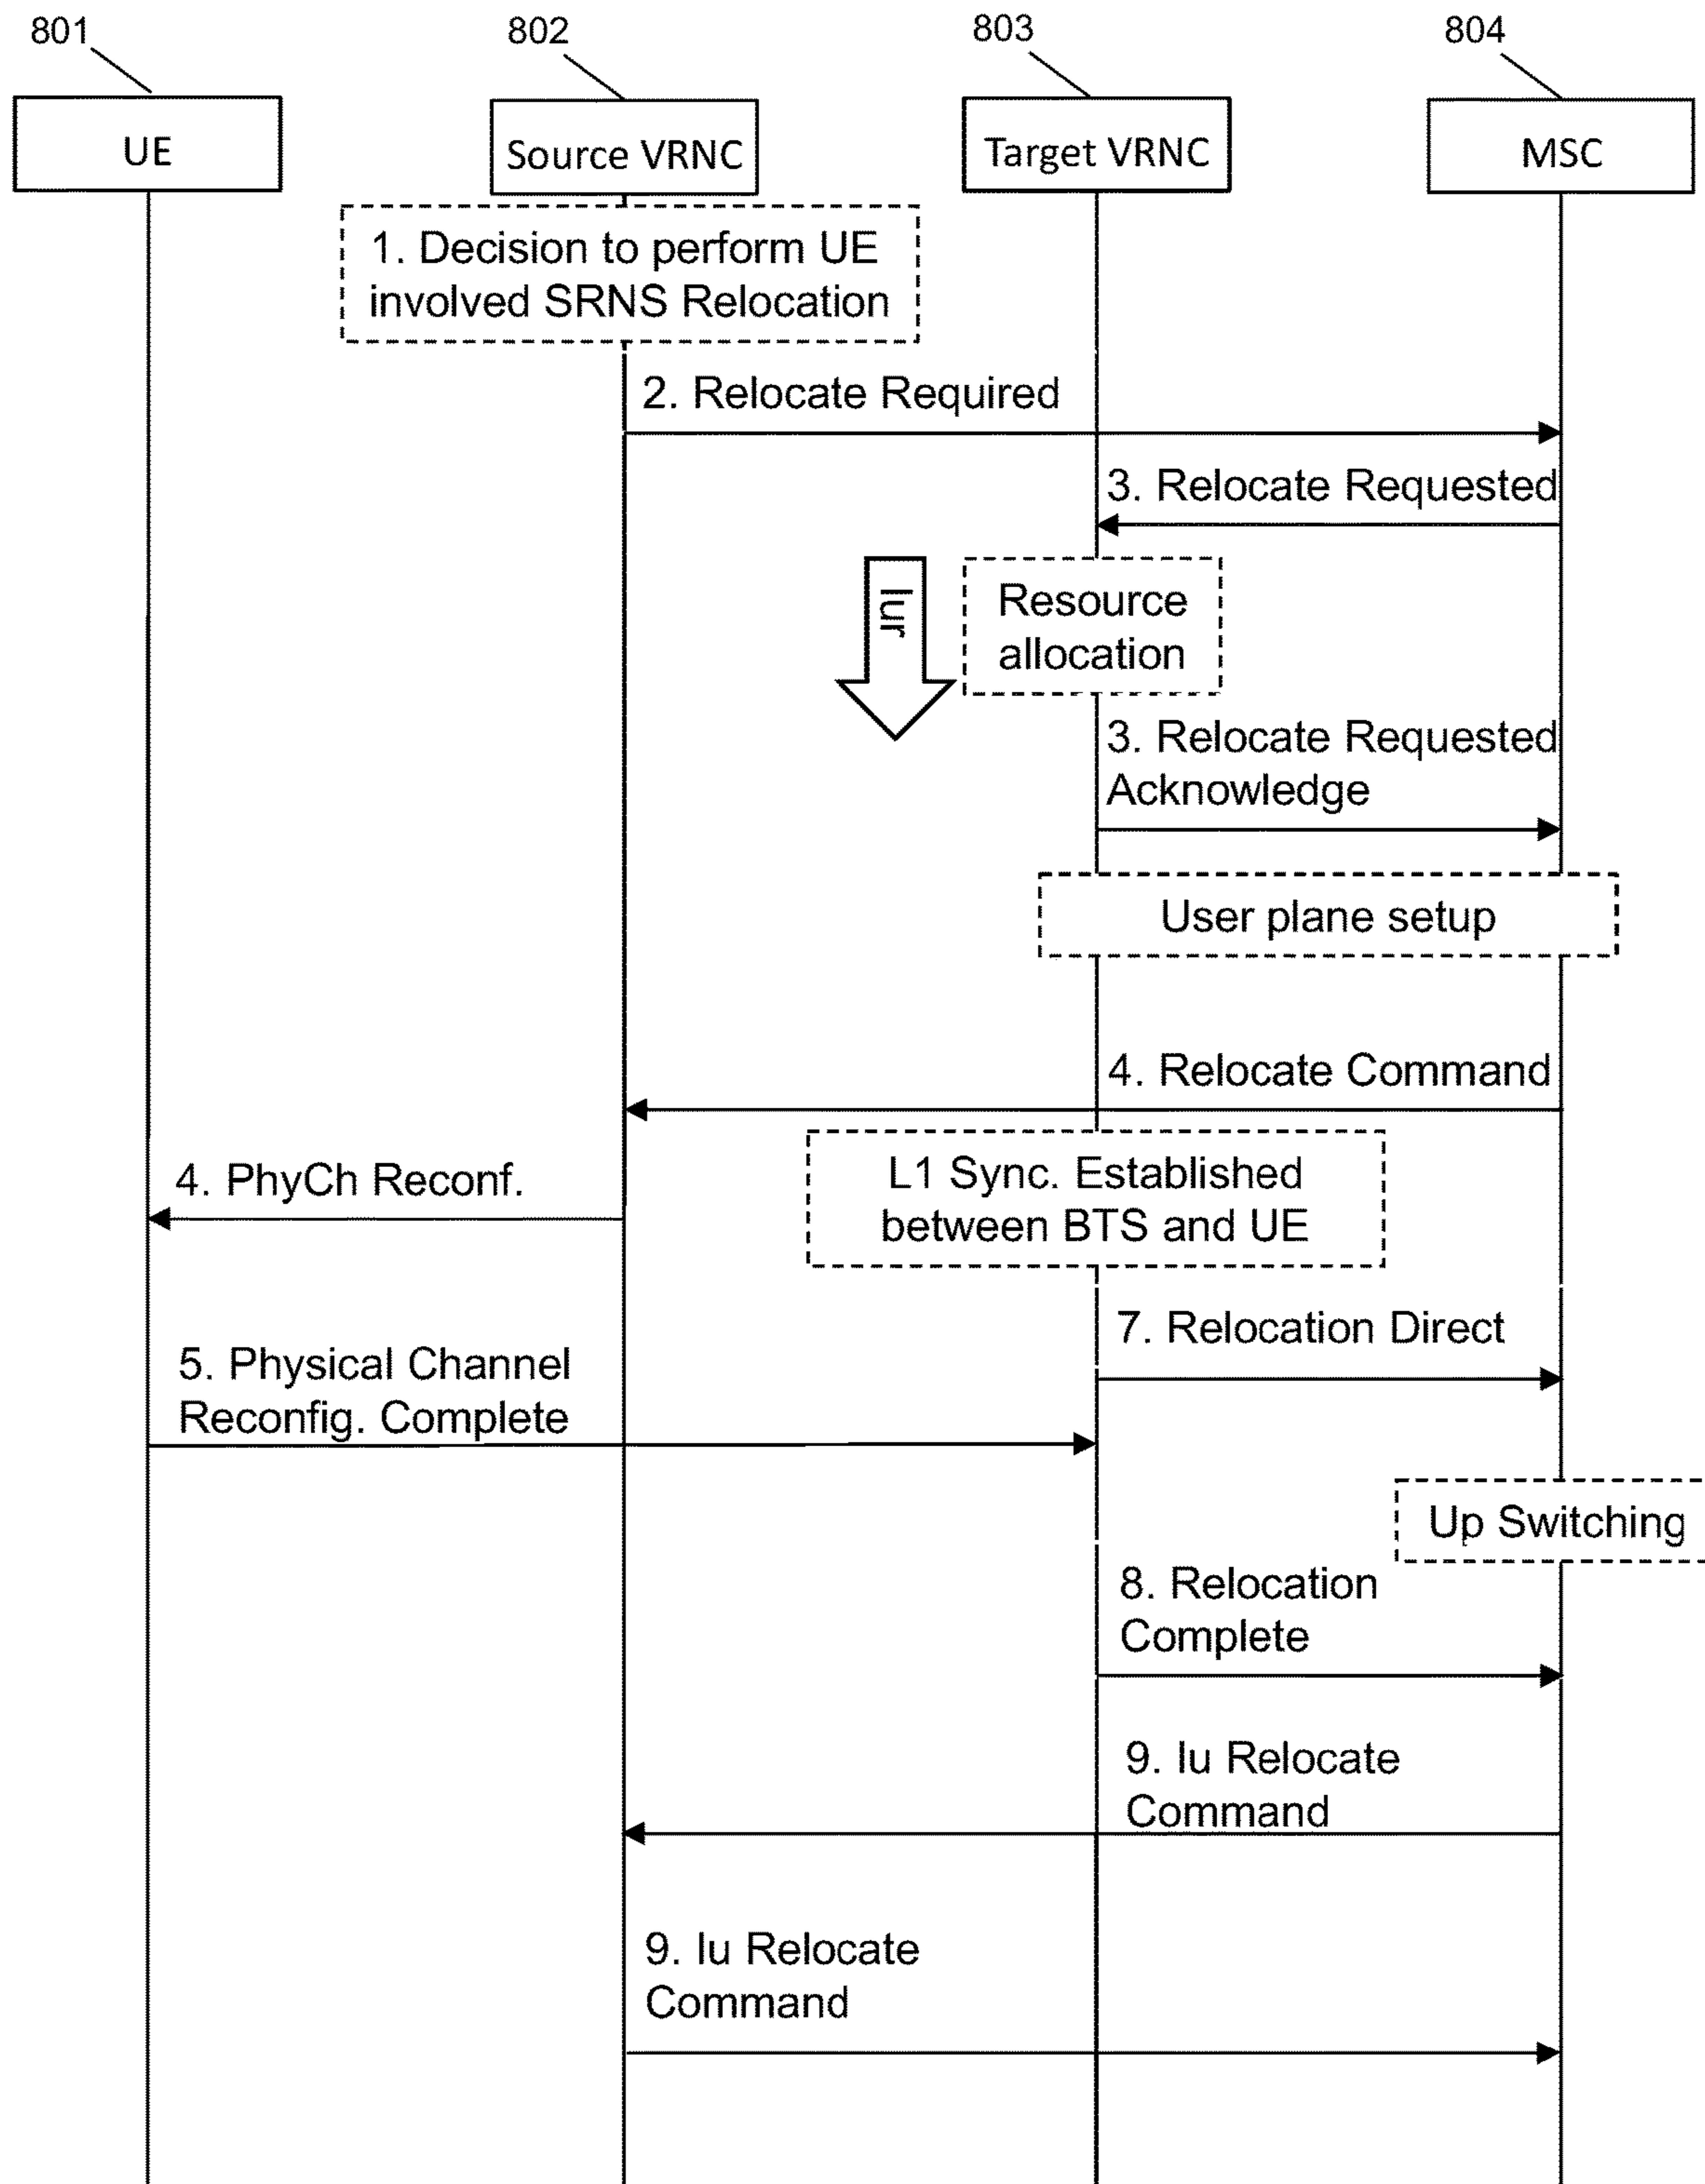 801
802
803
804
UE
Source VRNC
Target VRNC
MSC
1. Decision to perform UE
involved SRNS Relocation
2. Relocate Required
3. Relocate Requested
Iur
Resource
allocation
3. Relocate Requested
Acknowledge
User plane setup
4. Relocate Command
4. PhyCh Reconf.
L1 Sync. Established
between BTS and UE
7. Relocation Direct
5. Physical Channel
Reconfig. Complete
Up Switching
8. Relocation
Complete
9. Iu Relocate
Command
9. Iu Relocate
Command